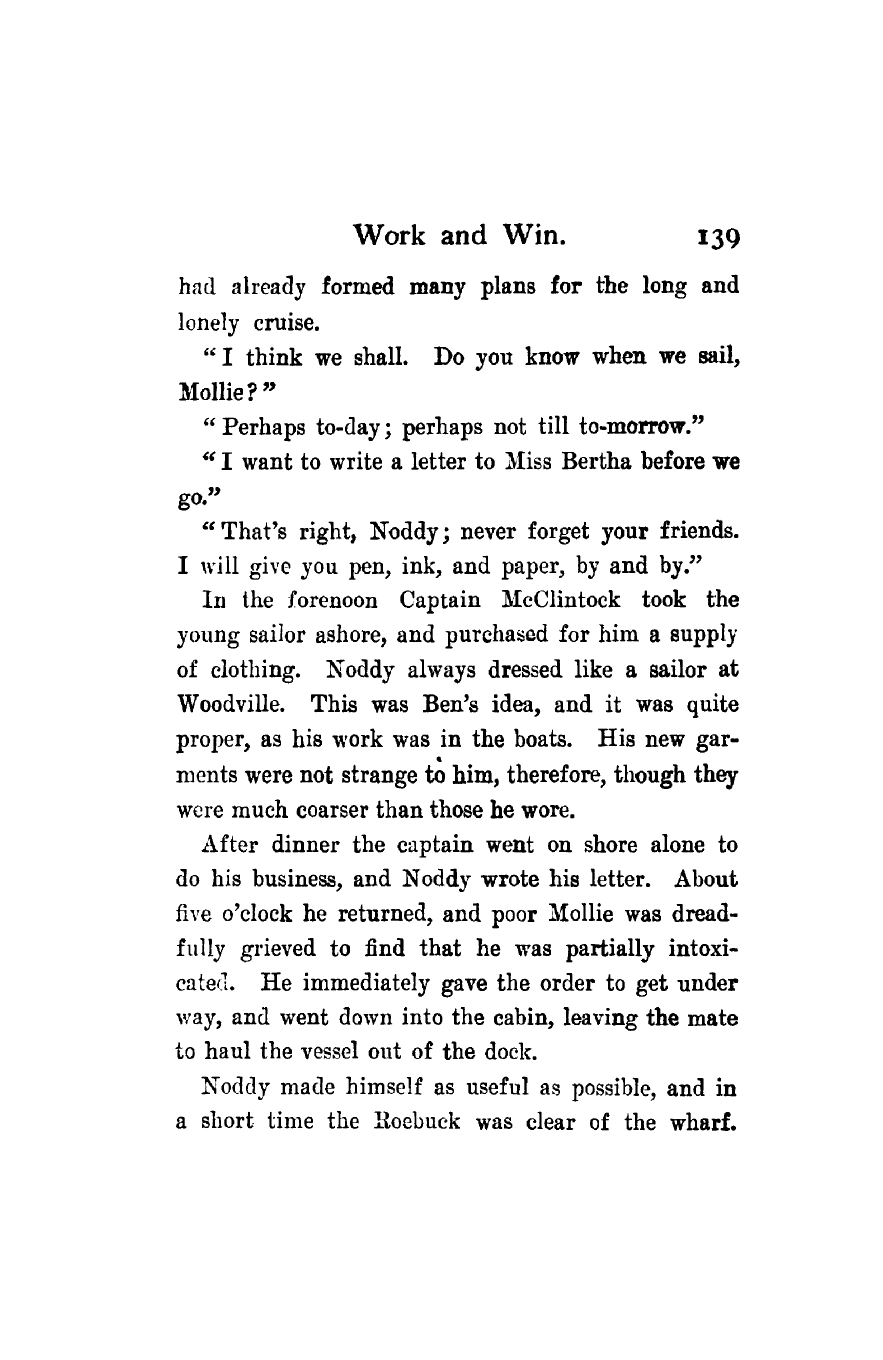 Work and Win. 139
had already formed many plans for the long and
lonely cruise.
“I think we shall. Do you know when we sail,
Mollie?”
“Perhaps to-day; perhaps not till to-morrow.”
“I want to write a letter to Miss Bertha before we
go.”
“That’s right, Noddy; never forget your friends.
I will give you pen, ink, and paper, by and by.”
In the forenoon Captain McClintock took the
young sailor ashore, and purchased for him a supply
of clothing. Noddy always dressed like a sailor at
Woodville. This was Ben’s idea, and it was quite
proper, as his work was in the boats. His new gar-
ments were not strange to him, therefore, though they
were much coarser than those he wore.
After dinner the captain went on shore alone to
do his business, and Noddy wrote his letter. About
five o’clock he returned, and poor Mollie was dread-
fully grieved to find that he was partially intoxi-
cated. He immediately gave the order to get under
way, and went down into the cabin, leaving the mate
to haul the vessel out of the dock.
Noddy made himself as useful as possible, and in
a short time the Roebuck was clear of the wharf.